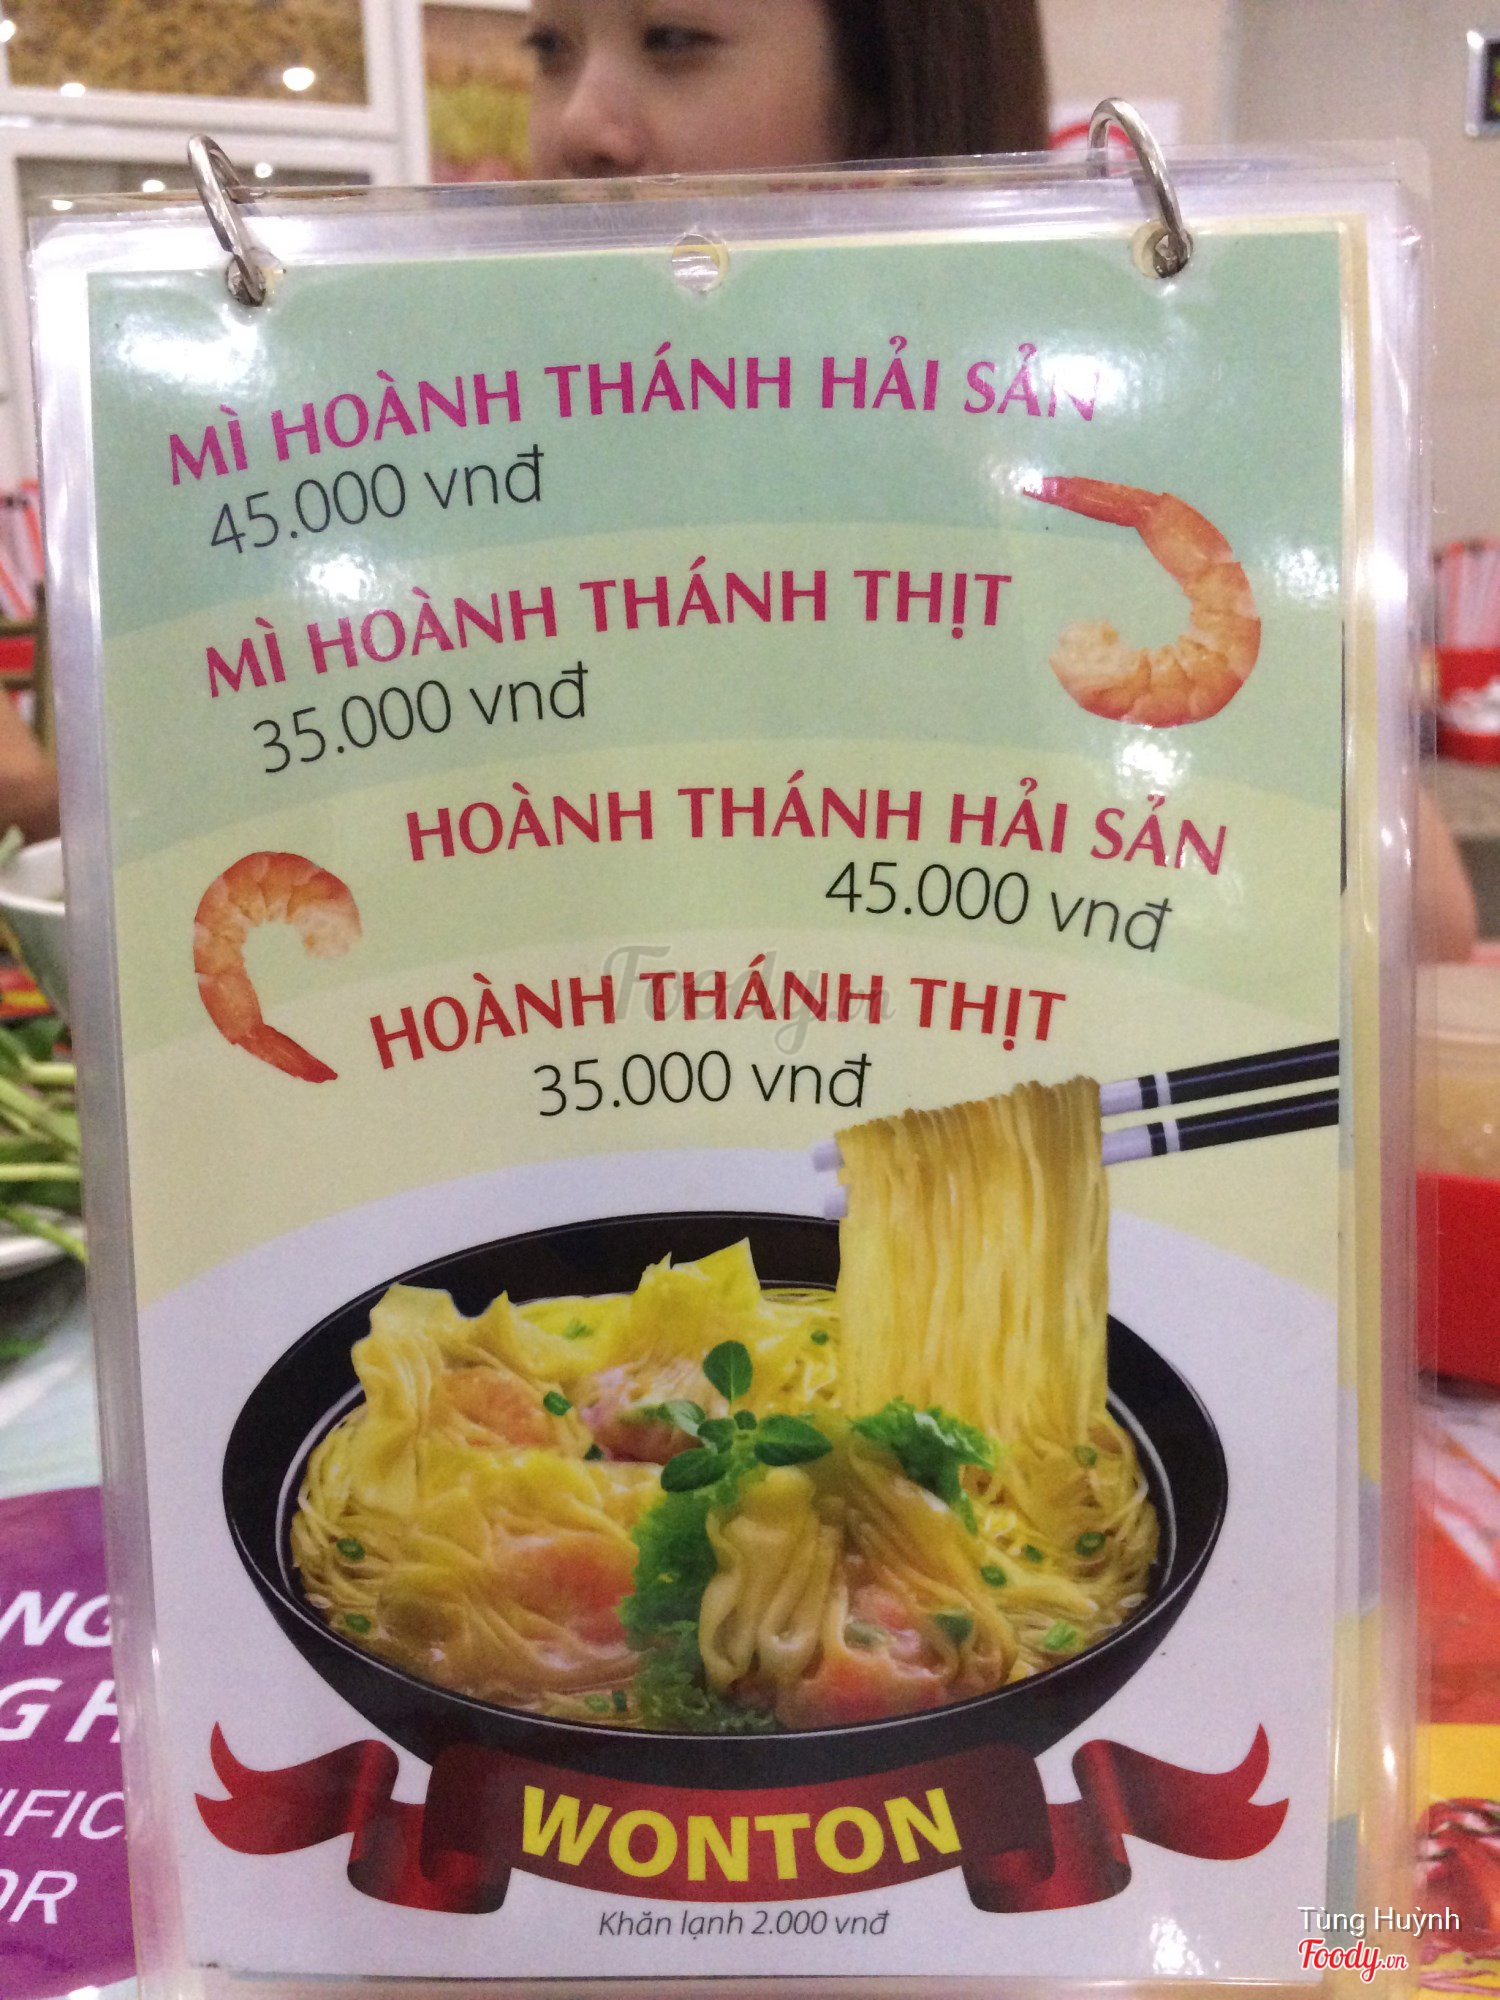 MÌ HOÀNH THÁNH HẢI SẢN
45.000 vnđ
MÌ HOÀNH THÁNH THỊT
35.000 vnđ
HOÀNH THÁNH HẢI SẢN
45.000 vnđ
HOÀNH THÁNH THỊT
35.000 vnđ
Foody.vn
WONTON
Khăn lạnh 2.000 vnđ
Tùng Huỳnh
Foody.vn